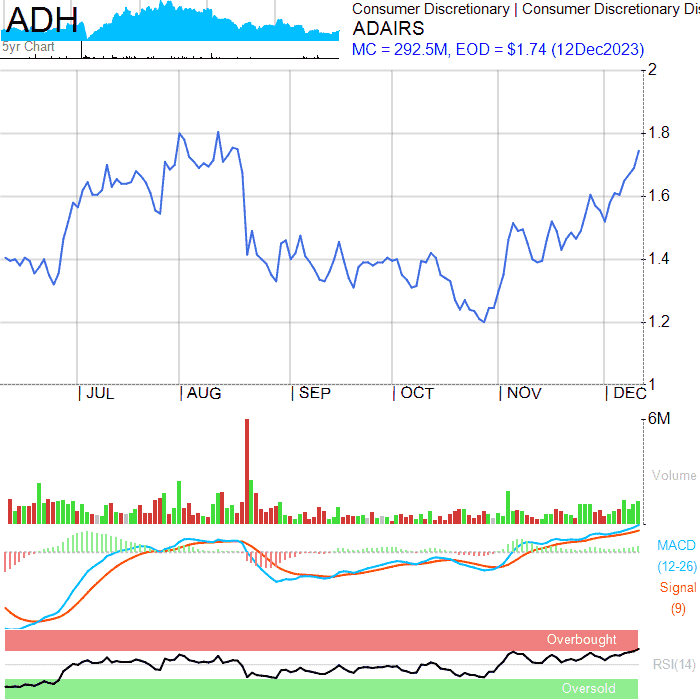 ADH
5yr Chart
Consumer Discretionary | Consumer Discretionary Dis
ADAIRS
MC = 292.5M, EOD = $1.74 (12Dec2023)
2
1.8
1.6
1.4
1.2
1
| JUL | AUG | SEP | OCT | NOV | DEC
6M
Volume
MACD
(12-26)
Signal
(9)
Overbought
RSI(14)
Oversold